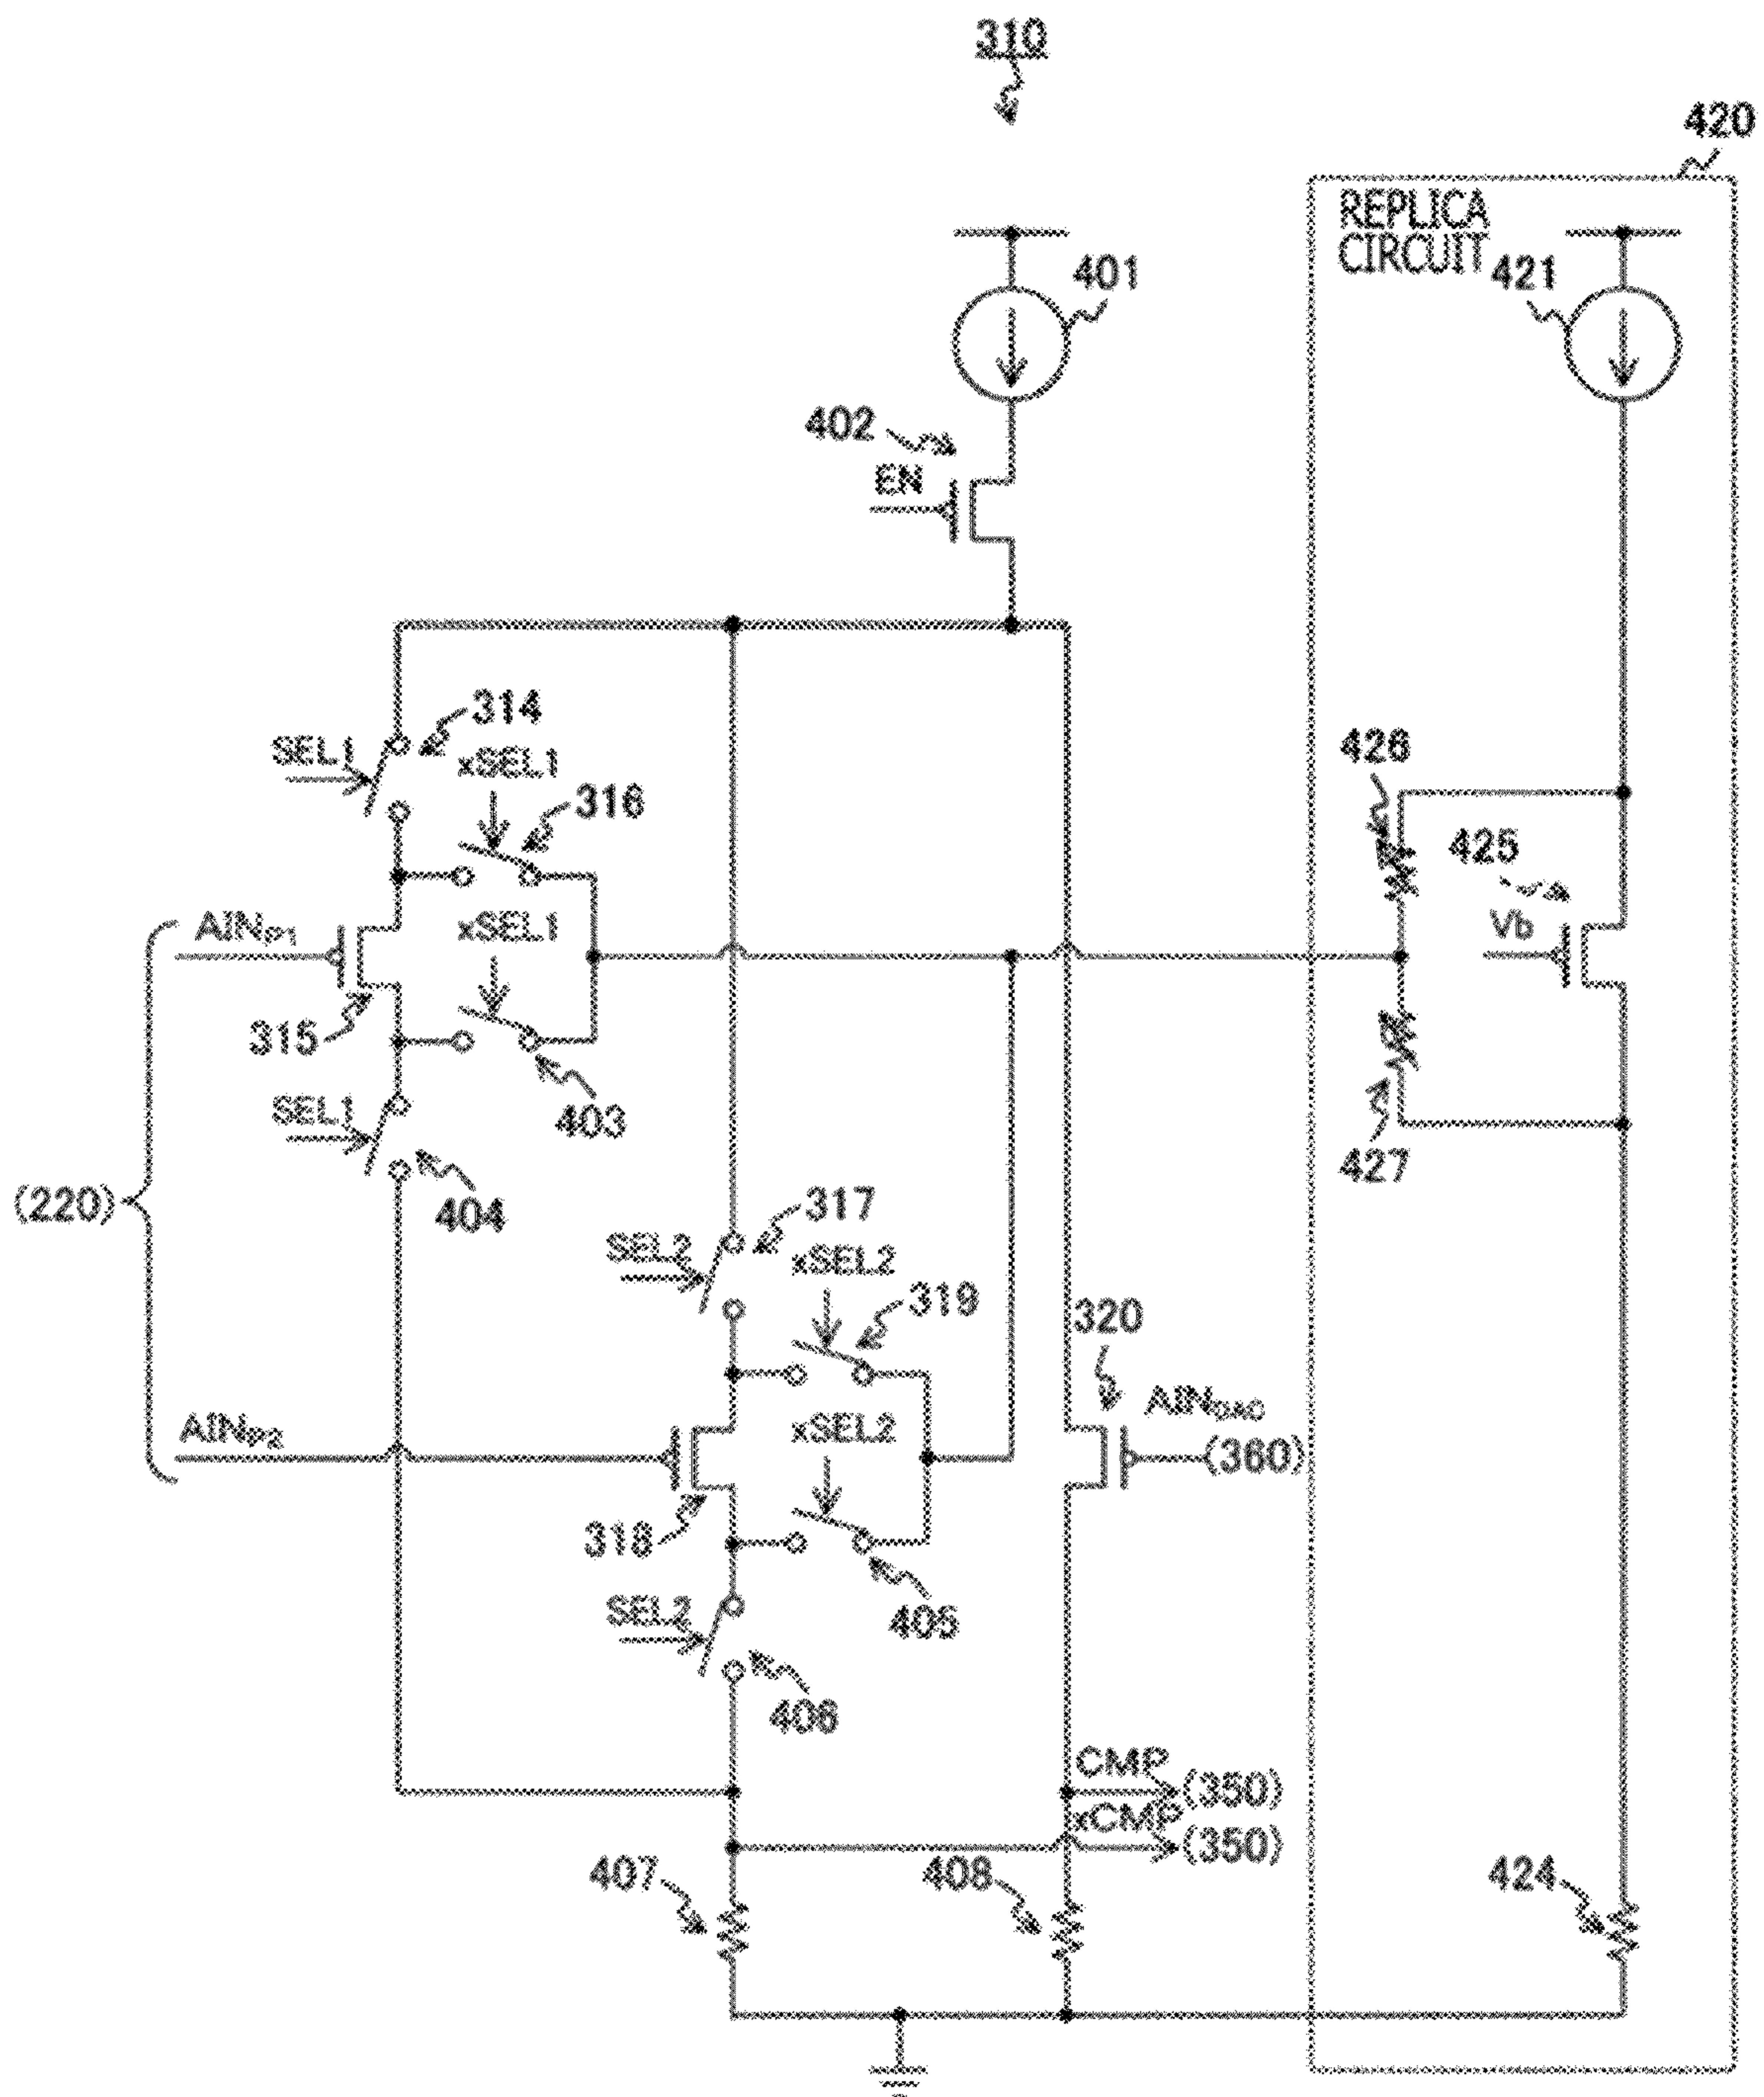 310
420
REPLICA
CIRCUIT
421
401
402
EN
314
SEL1
xSEL1
316
426
425
AINP1
xSEL1
Vb
315
SEL1
403
427
(220)
404
317
SEL2
xSEL2
319
320
AINP2
xSEL2
AINDAC
(360)
318
SEL2
405
406
CMP
(350)
xCMP
(350)
407
408
424